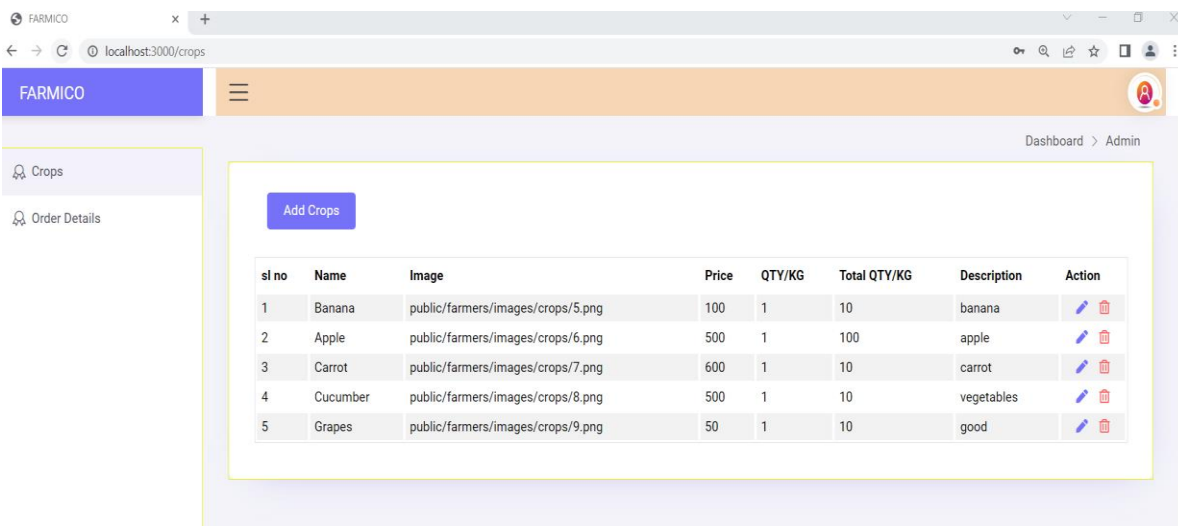 FARMICO
localhost:3000/crops
FARMICO
Dashboard > Admin
Crops
Order Details
Add Crops
sl no Name Image Price QTY/KG Total QTY/KG Description Action
1 Banana public/farmers/images/crops/5.png 100 1 10 banana
2 Apple public/farmers/images/crops/6.png 500 1 100 apple
3 Carrot public/farmers/images/crops/7.png 600 1 10 carrot
4 Cucumber public/farmers/images/crops/8.png 500 1 10 vegetables
5 Grapes public/farmers/images/crops/9.png 50 1 10 good